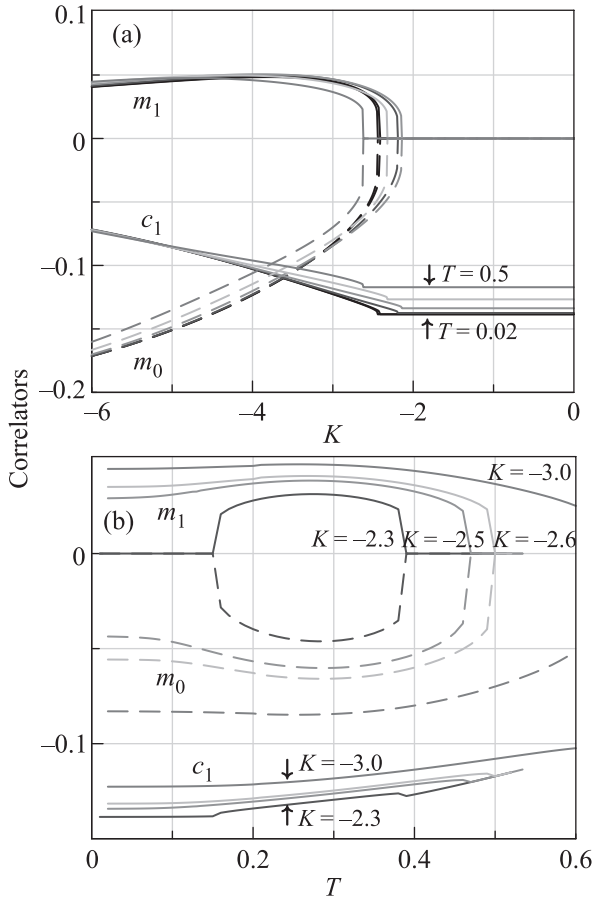 0.1
(a)
m1
0
c1
−0.1
↓ T = 0.5
↑ T = 0.02
m0
−0.2
−6
−4
−2
0
K
Correlators
K = −3.0
(b)
m1
K = −2.3 K = −2.5 K = −2.6
0
m0
−0.1
c1
↓ K = −3.0
↑ K = −2.3
0
0.2
0.4
0.6
T